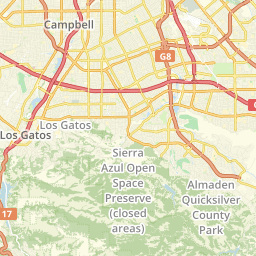 Campbell
G8
Los Gatos
Los Gatos
Sierra
Azul Open
Space
Preserve
(closed
areas)
Almaden
Quicksilver
County
Park
17